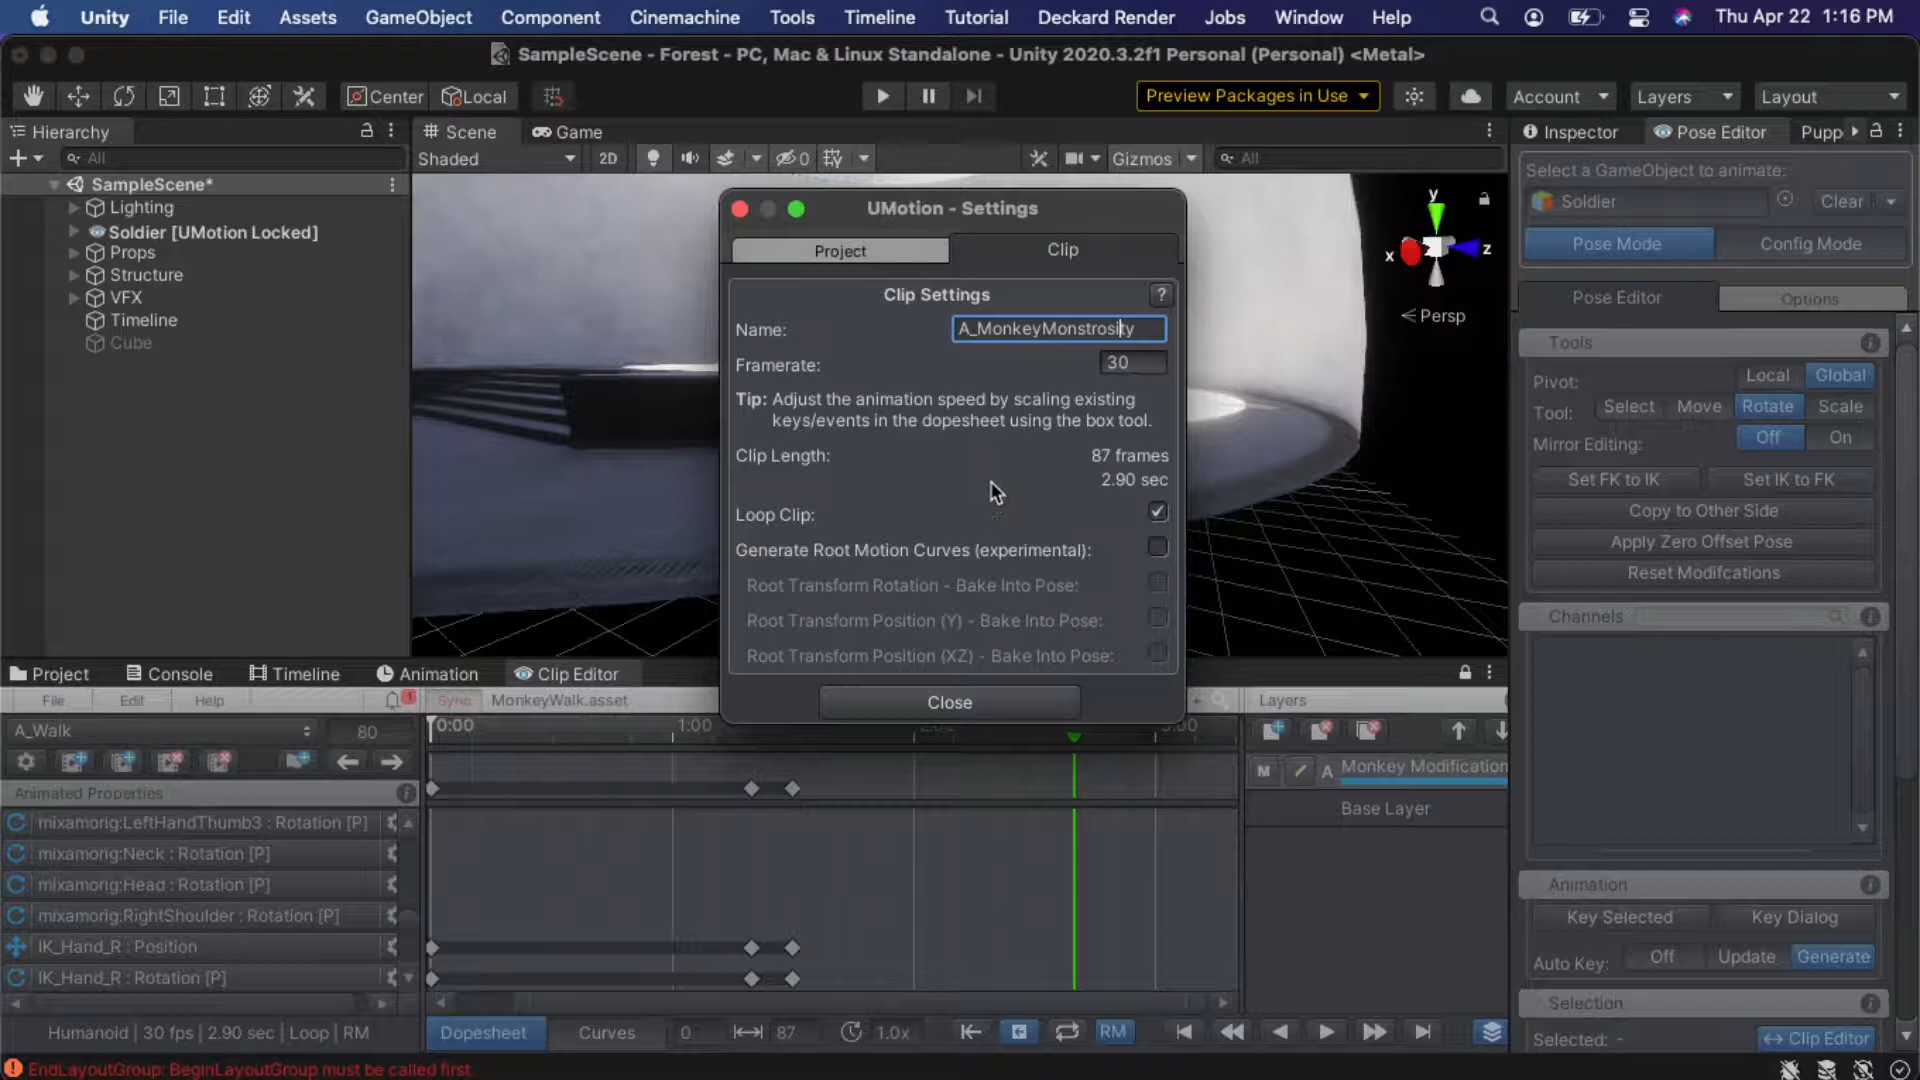 Unity File Edit Assets GameObject Component Cinemachine Tools Timeline Tutorial Deckard Render Jobs Window Help Thu Apr 22 1:16 PM
SampleScene - Forest - PC, Mac & Linux Standalone - Unity 2020.3.2f1 Personal (Personal) <Metal>
Center Local Preview Packages in Use Account Layers Layout
Hierarchy Scene Game Inspector Pose Editor Pupp
All Shaded 2D 0 Gizmos All
SampleScene*
Lighting
Soldier [UMotion Locked]
Props
Structure
VFX
Timeline
Cube
y
x z
Persp
UMotion - Settings
Project Clip
Clip Settings ?
Name: A_MonkeyMonstrosity
Framerate: 30
Tip: Adjust the animation speed by scaling existing
keys/events in the dopesheet using the box tool.
Clip Length: 87 frames
2.90 sec
Loop Clip:
Generate Root Motion Curves (experimental):
Root Transform Rotation - Bake Into Pose:
Root Transform Position (Y) - Bake Into Pose:
Root Transform Position (XZ) - Bake Into Pose:
Close
Select a GameObject to animate:
Soldier Clear
Pose Mode Config Mode
Pose Editor Options
Tools
Pivot: Local Global
Tool: Select Move Rotate Scale
Mirror Editing: Off On
Set FK to IK Set IK to FK
Copy to Other Side
Apply Zero Offset Pose
Reset Modifcations
Channels
Animation
Key Selected Key Dialog
Auto Key: Off Update Generate
Selection
Selected: - Clip Editor
Project Console Timeline Animation Clip Editor
File Edit Help 1 Sync MonkeyWalk.asset Layers
A_Walk 80 0:00 1:00 2:00 3:00
M A Monkey Modification
Base Layer
Animated Properties
mixamorig:LeftHandThumb3 : Rotation [P]
mixamorig:Neck : Rotation [P]
mixamorig:Head : Rotation [P]
mixamorig:RightShoulder : Rotation [P]
IK_Hand_R : Position
IK_Hand_R : Rotation [P]
Humanoid | 30 fps | 2.90 sec | Loop | RM Dopesheet Curves 0 87 1.0x RM
EndLayoutGroup: BeginLayoutGroup must be called first.